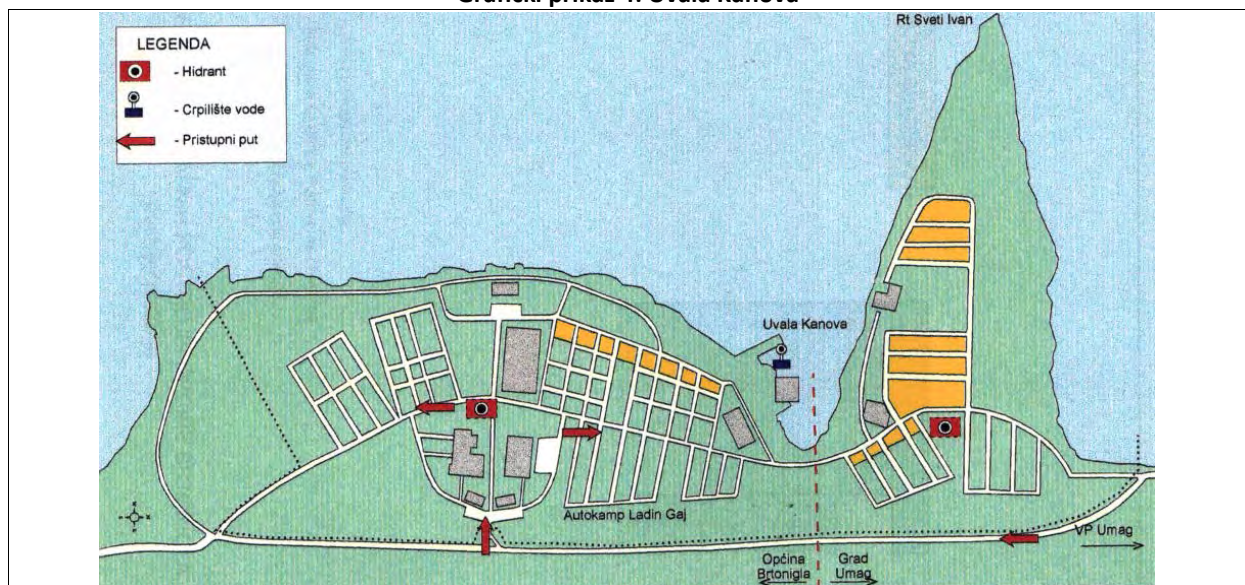 Grafički prikaz 1. Uvala Kanova
Rt Sveti Ivan
LEGENDA
- Hidrant
- Crpilište vode
- Pristupni put
Uvala Kanova
Autokamp Ladin Gaj
VP Umag
Općina
Brtonigla
Grad
Umag